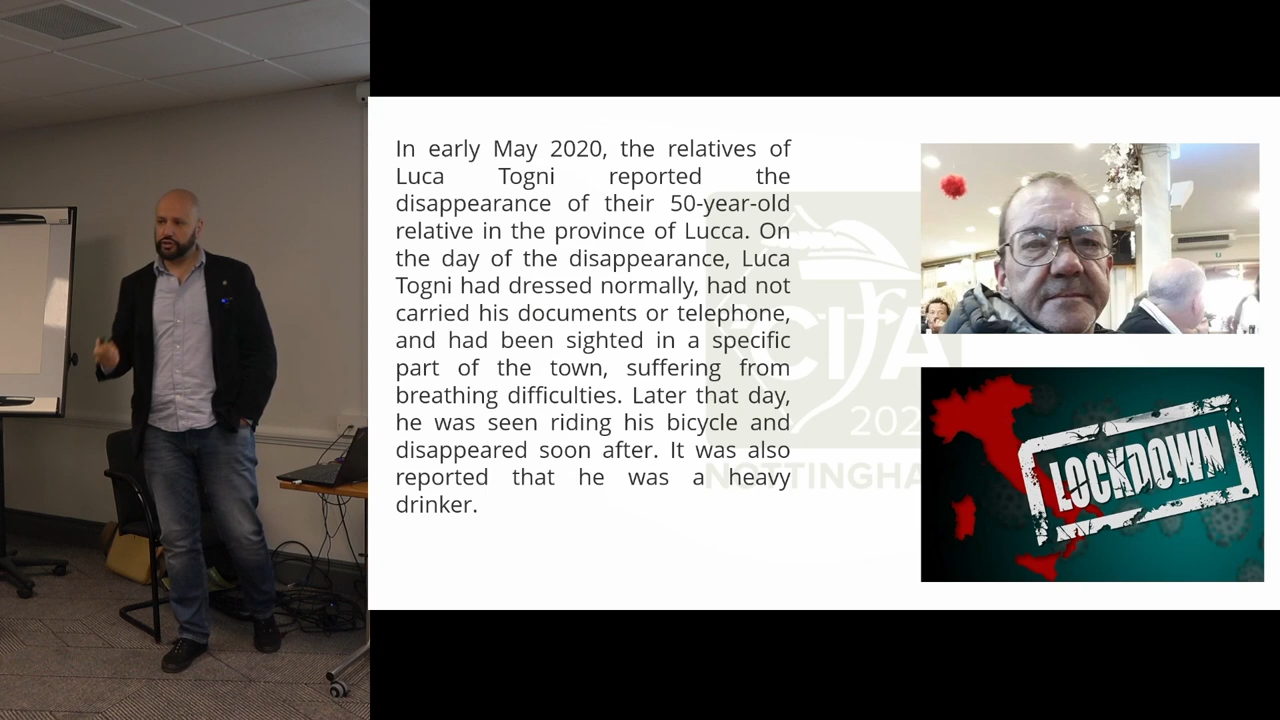 In early May 2020, the relatives of
Luca Togni reported the
disappearance of their 50-year-old
relative in the province of Lucca. On
the day of the disappearance, Luca
Togni had dressed normally, had not
carried his documents or telephone,
and had been sighted in a specific
part of the town, suffering from
breathing difficulties. Later that day,
he was seen riding his bicycle and
disappeared soon after. It was also
reported that he was a heavy
drinker.
CIFA
202
NOTTINGHA
LOCKDOWN